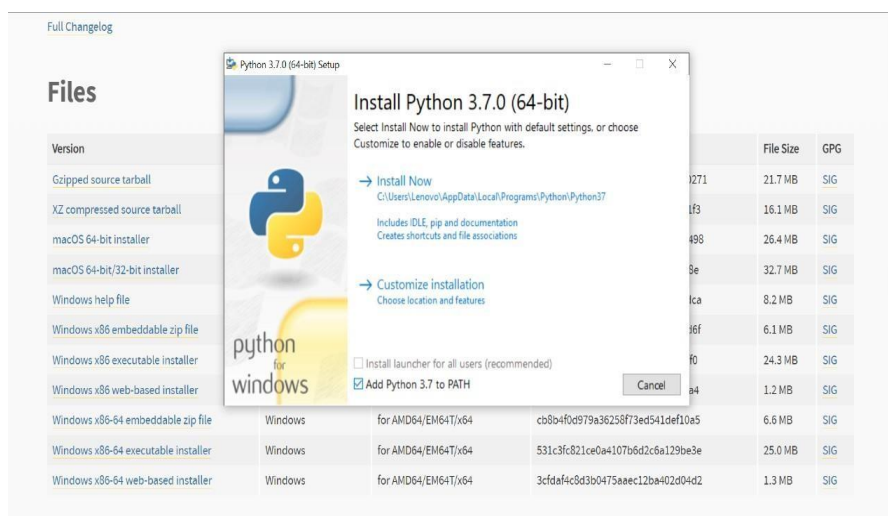 Full Changelog
Files
Python 3.7.0 (64-bit) Setup
Install Python 3.7.0 (64-bit)
Select Install Now to install Python with default settings, or choose
Customize to enable or disable features.
Install Now
C:\Users\Lenovo\AppData\Local\Programs\Python\Python37
Includes IDLE, pip and documentation
Creates shortcuts and file associations
Customize installation
Choose location and features
Install launcher for all users (recommended)
Add Python 3.7 to PATH
Cancel
python
for
windows
Version File Size GPG
Gzipped source tarball 0271 21.7 MB SIG
XZ compressed source tarball 1f3 16.1 MB SIG
macOS 64-bit installer 498 26.4 MB SIG
macOS 64-bit/32-bit installer 8e 32.7 MB SIG
Windows help file 8.2 MB SIG
Windows x86 embeddable zip file 6.1 MB SIG
Windows x86 executable installer f0 24.3 MB SIG
Windows x86 web-based installer a4 1.2 MB SIG
Windows x86-64 embeddable zip file Windows for AMD64/EM64T/x64 cb8b4f0d979a36258f73ed541def10a5 6.6 MB SIG
Windows x86-64 executable installer Windows for AMD64/EM64T/x64 531c3fc821ce0a4107b6d2c6a129be3e 25.0 MB SIG
Windows x86-64 web-based installer Windows for AMD64/EM64T/x64 3cfdaf4c8d3b0475aaec12ba402d04d2 1.3 MB SIG